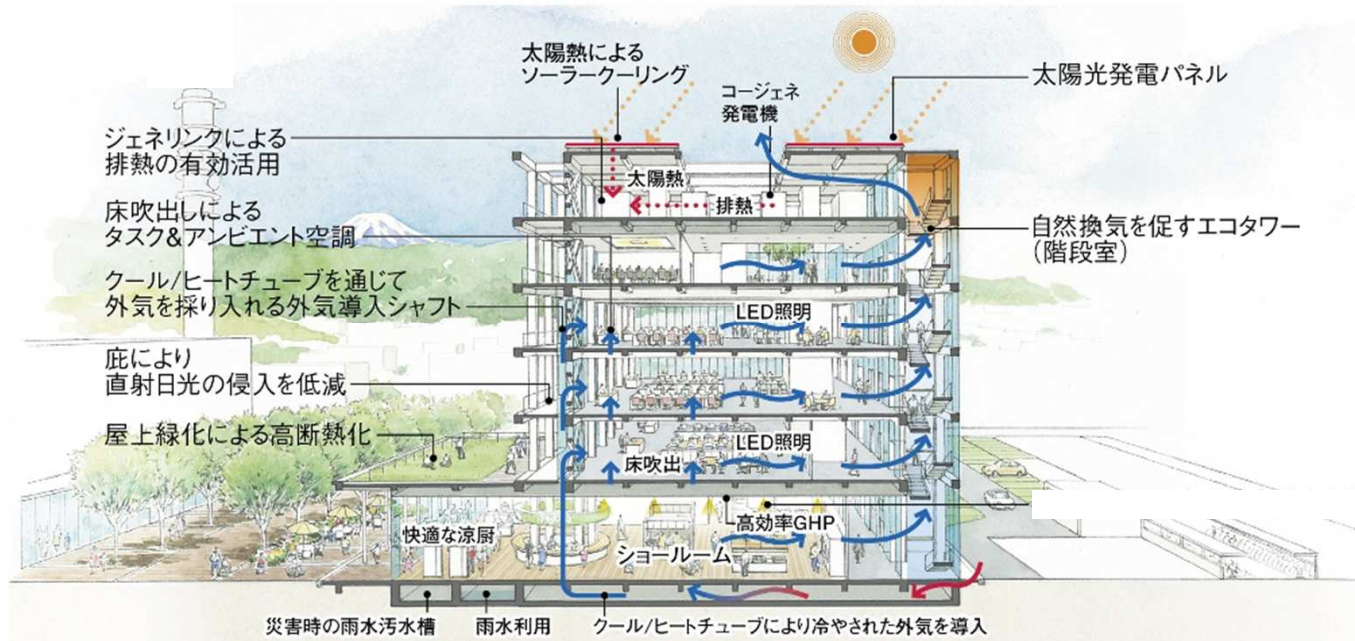 太陽熱による
ソーラークーリング
コージェネ
発電機
太陽光発電パネル
ジェネリンクによる
排熱の有効活用
太陽熱
排熱
床吹出しによる
タスク&アンビエント空調
自然換気を促すエコタワー
（階段室）
クール/ヒートチューブを通じて
外気を採り入れる外気導入シャフト
LED照明
庇により
直射日光の侵入を低減
屋上緑化による高断熱化
LED照明
床吹出
高効率GHP
快適な涼厨
ショールーム
災害時の雨水汚水槽
雨水利用
クール/ヒートチューブにより冷やされた外気を導入